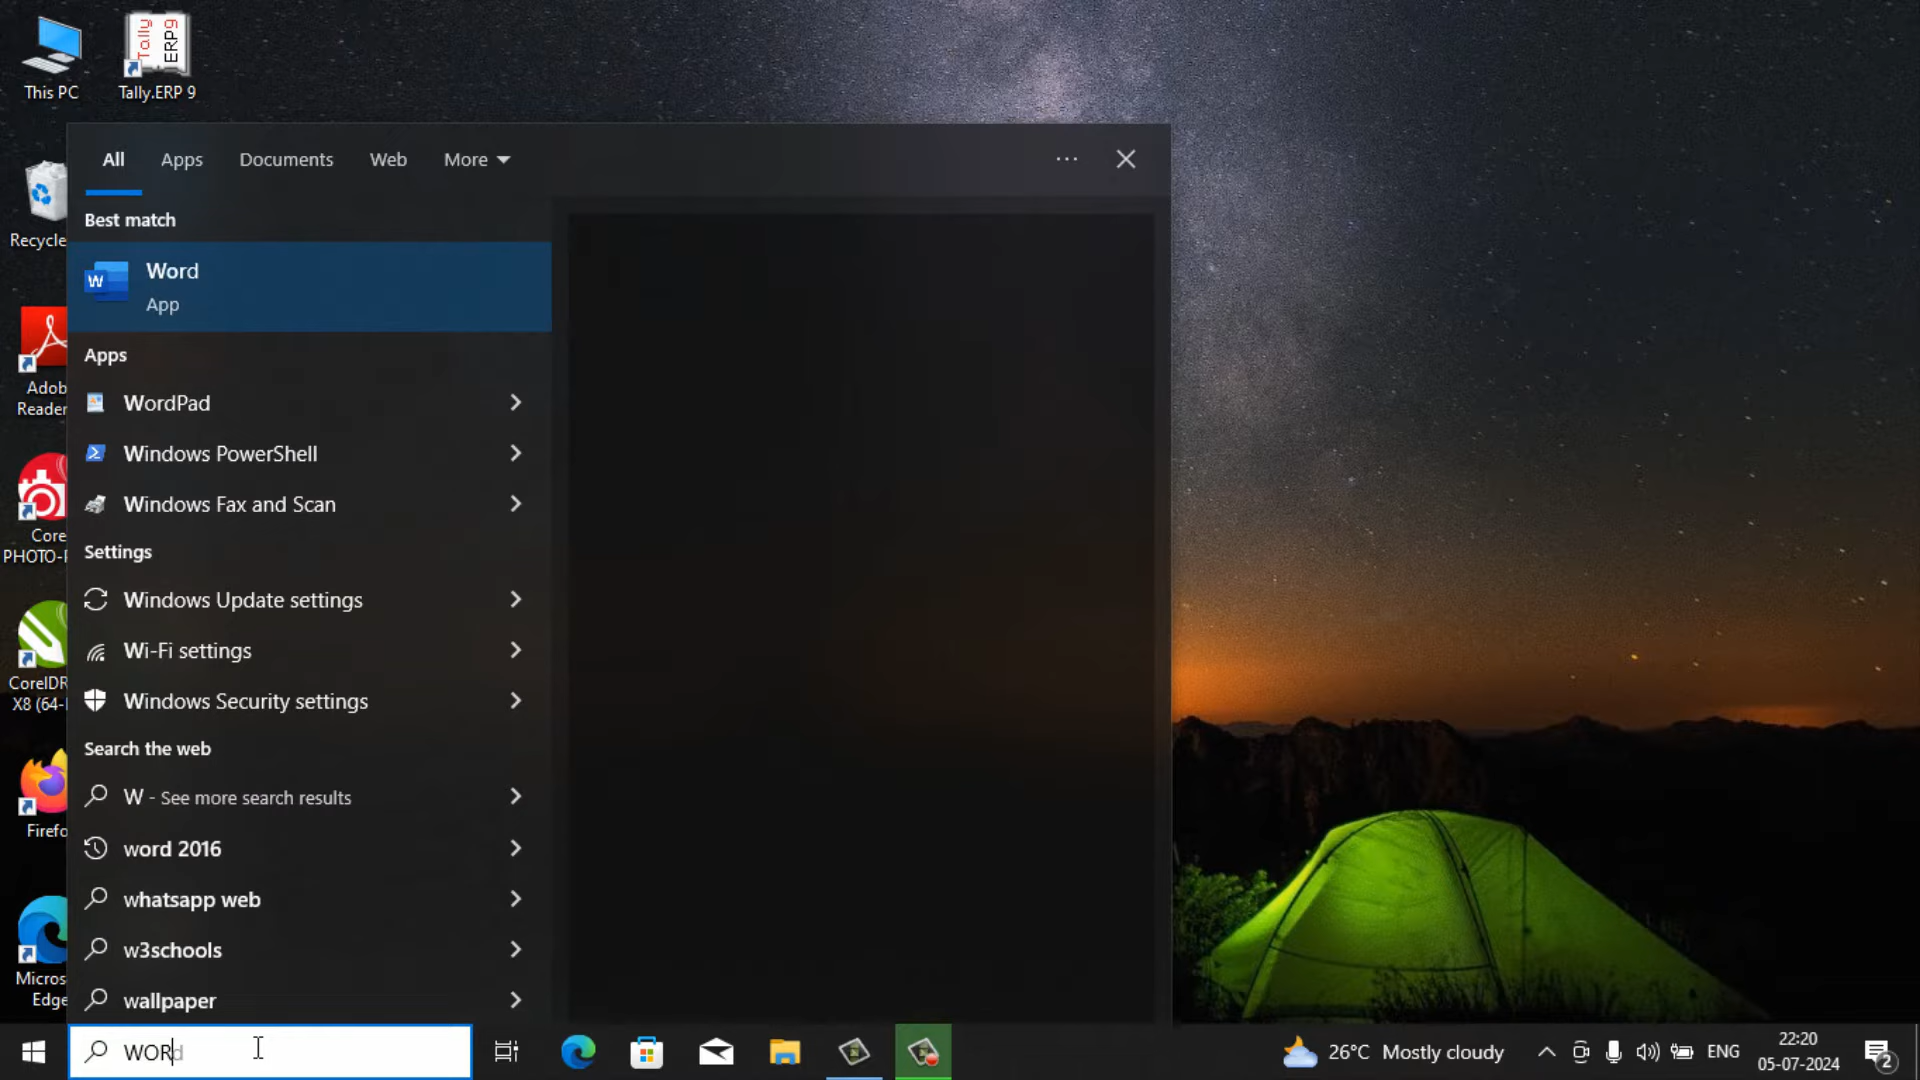 This PC
Tally
ERP9
Tally.ERP 9
Recycle
Adob
Reader
Core
PHOTO-P
CorelDR
X8 (64-
Firefo
Micros
Edge
All
Apps
Documents
Web
More
Best match
W
Word
App
Apps
WordPad
Windows PowerShell
Windows Fax and Scan
Settings
Windows Update settings
Wi-Fi settings
Windows Security settings
Search the web
W - See more search results
word 2016
whatsapp web
w3schools
wallpaper
WORd
26°C Mostly cloudy
ENG
22:20
05-07-2024
2